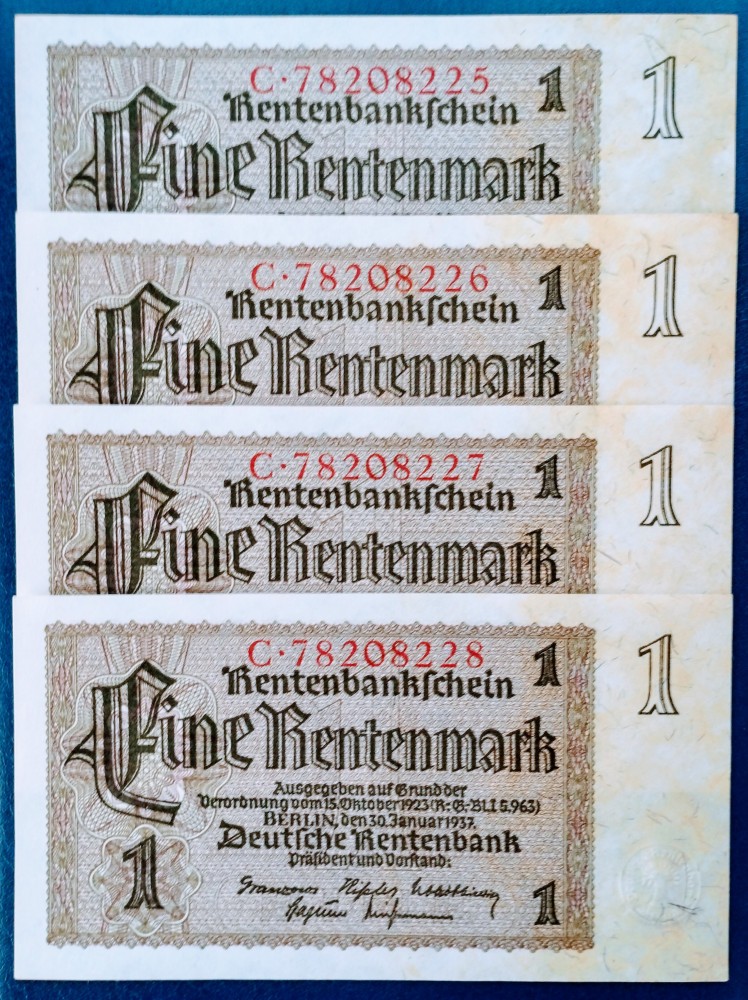 C·78208225
Rentenbankschein 1 1
Eine Rentenmark
C·78208226
Rentenbankschein 1 1
Eine Rentenmark
C·78208227
Rentenbankschein 1 1
Eine Rentenmark
C·78208228
Rentenbankschein 1 1
Eine Rentenmark
Ausgegeben auf Grund der
Verordnung vom 15. Oktober 1923 (R.-G.-Bl. I S. 963)
BERLIN, den 30. Januar 1937.
Deutsche Rentenbank
Präsident und Vorstand:
1 1